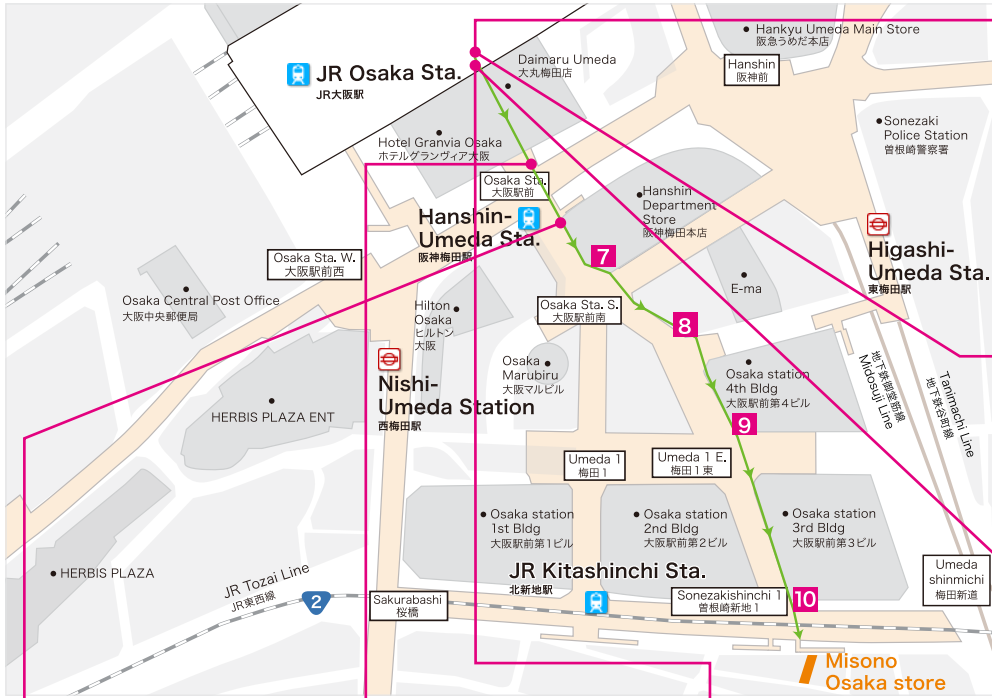 Hankyu Umeda Main Store
阪急うめだ本店
Daimaru Umeda
大丸梅田店
Hanshin
阪神前
JR Osaka Sta.
JR大阪駅
Sonezaki
Police Station
曽根崎警察署
Hotel Granvia Osaka
ホテルグランヴィア大阪
Osaka Sta.
大阪駅前
Hanshin
Department
Store
阪神梅田本店
Hanshin-
Umeda Sta.
阪神梅田駅
Higashi-
Umeda Sta.
東梅田駅
7
Osaka Sta. W.
大阪駅前西
E-ma
Osaka Central Post Office
大阪中央郵便局
Hilton
Osaka
ヒルトン
大阪
Osaka Sta. S.
大阪駅前南
8
Osaka
Marubiru
大阪マルビル
Osaka station
4th Bldg
大阪駅前第4ビル
地下鉄御堂筋線
Midosuji Line
Tanimachi Line
地下鉄谷町線
Nishi-
Umeda Station
西梅田駅
HERBIS PLAZA ENT
9
Umeda 1
梅田1
Umeda 1 E.
梅田1東
Osaka station
1st Bldg
大阪駅前第1ビル
Osaka station
2nd Bldg
大阪駅前第2ビル
Osaka station
3rd Bldg
大阪駅前第3ビル
HERBIS PLAZA
JR Tozai Line
JR東西線
JR Kitashinchi Sta.
北新地駅
Umeda
shinmichi
梅田新道
2
Sakurabashi
桜橋
Sonezakishinchi 1
曽根崎新地1
10
Misono
Osaka store